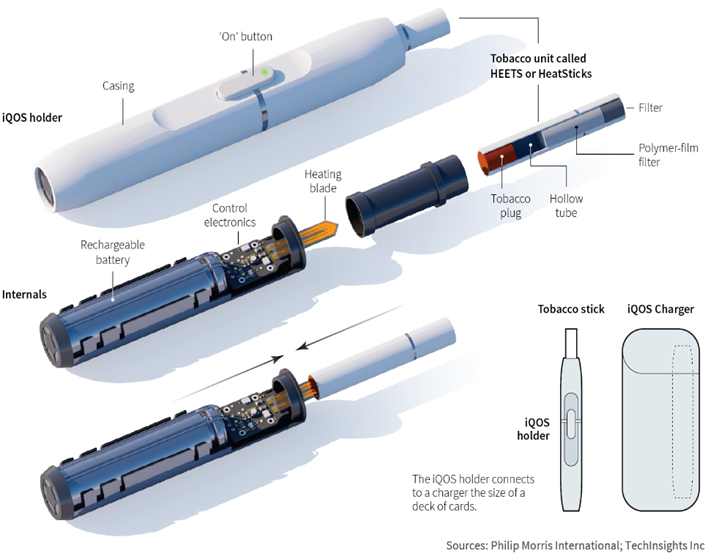 'On' button
Casing
iQOS holder
Tobacco unit called
HEETS or HeatSticks
Filter
Polymer-film
filter
Tobacco
plug
Hollow
tube
Heating
blade
Control
electronics
Rechargeable
battery
Internals
Tobacco stick
iQOS Charger
iQOS
holder
The iQOS holder connects
to a charger the size of a
deck of cards.
Sources: Philip Morris International; TechInsights Inc